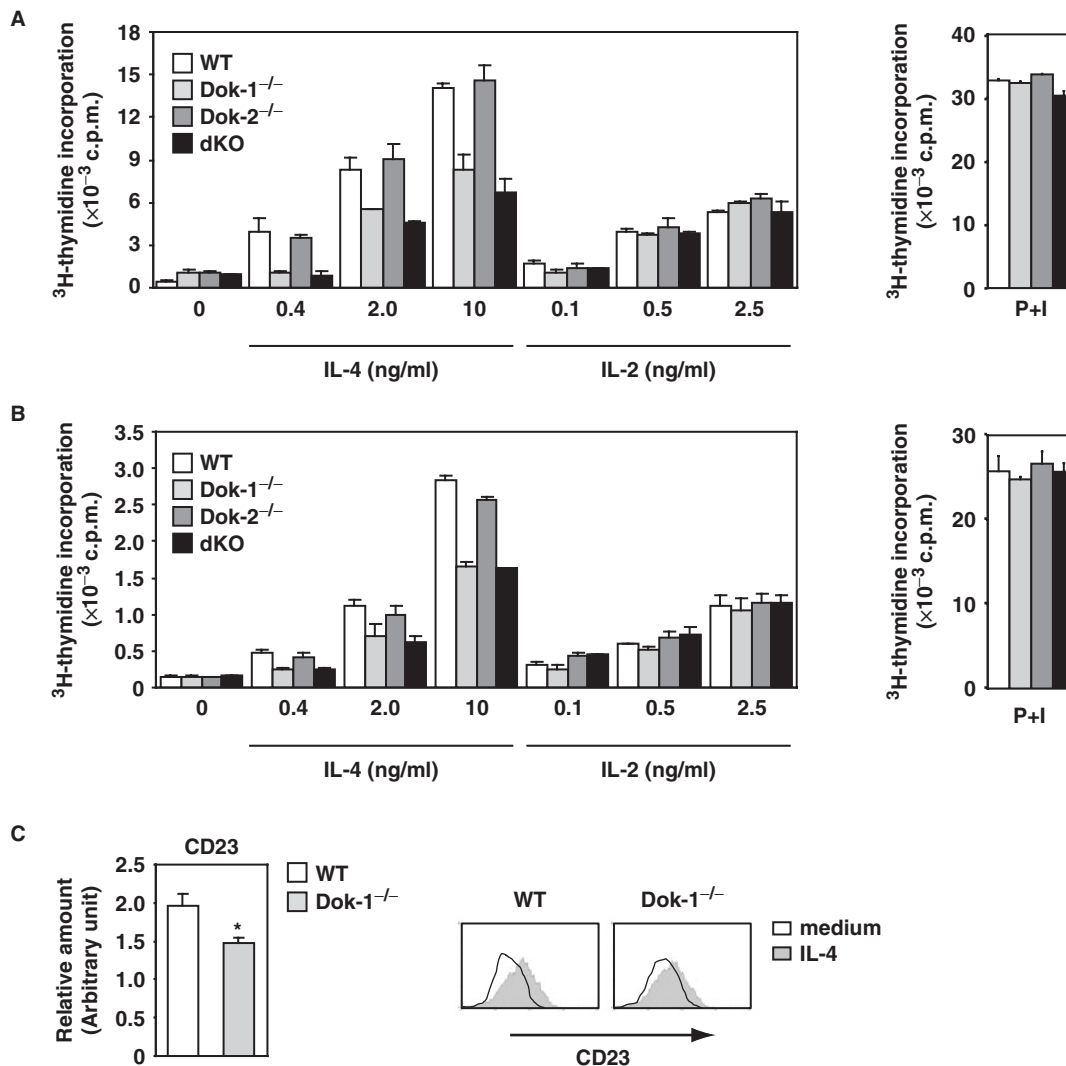 A
³H-thymidine incorporation
(×10⁻³ c.p.m.)
18
15
12
9
6
3
0
WT
Dok-1⁻/⁻
Dok-2⁻/⁻
dKO
0
0.4
2.0
10
0.1
0.5
2.5
IL-4 (ng/ml)
IL-2 (ng/ml)
³H-thymidine incorporation
(×10⁻³ c.p.m.)
40
30
20
10
0
P+I
B
³H-thymidine incorporation
(×10⁻³ c.p.m.)
3.5
3.0
2.5
2.0
1.5
1.0
0.5
0
WT
Dok-1⁻/⁻
Dok-2⁻/⁻
dKO
0
0.4
2.0
10
0.1
0.5
2.5
IL-4 (ng/ml)
IL-2 (ng/ml)
³H-thymidine incorporation
(×10⁻³ c.p.m.)
30
20
10
0
P+I
C
CD23
Relative amount
(Arbitrary unit)
2.5
2.0
1.5
1.0
0.5
0
*
WT
Dok-1⁻/⁻
WT
Dok-1⁻/⁻
medium
IL-4
CD23